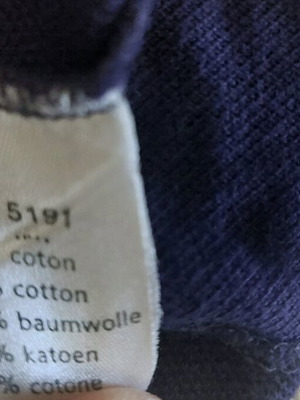 5191
coton
% cotton
% baumwolle
% katoen
% cotone